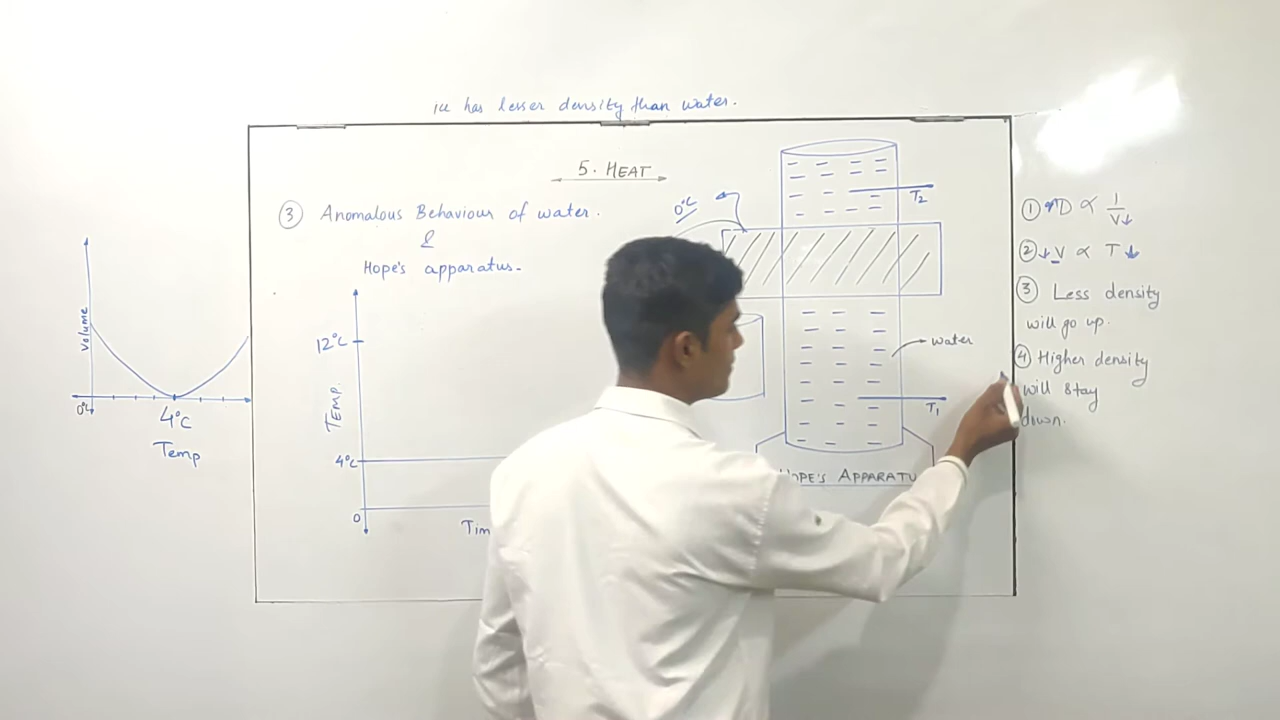 Ice has lesser density than water.
5. HEAT
③ Anomalous Behaviour of water.
&
Hope's apparatus.
Volume
0°C
4°C
Temp
TEMP.
12°C
4°C
0
Tim
0°C
T2
water
T1
HOPE'S APPARATU
① ↑D ∝ 1/V↓
② ↓V ∝ T↓
③ Less density
will go up.
④ Higher density
will stay
down.